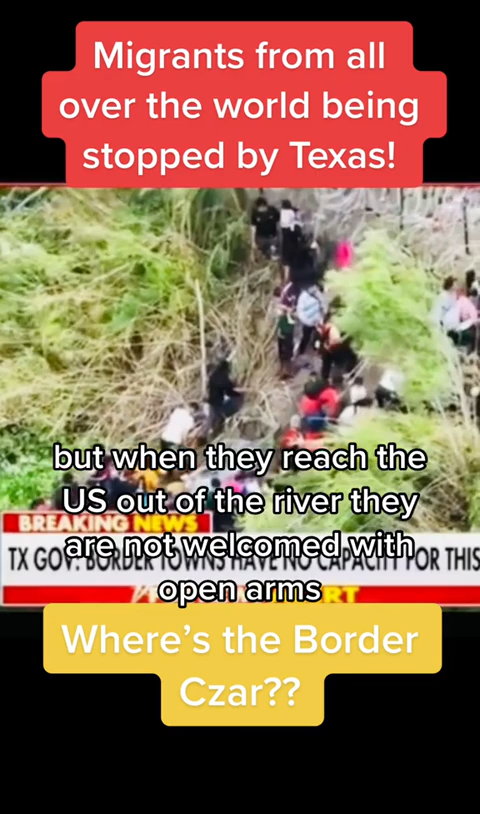 Migrants from all
over the world being
stopped by Texas!
but when they reach the
US out of the river they
BREAKING NEWS
are not welcomed with
TX GOV: BORDER TOWNS HAVE NO CAPACITY FOR THIS
open arms
Where's the Border
Czar??